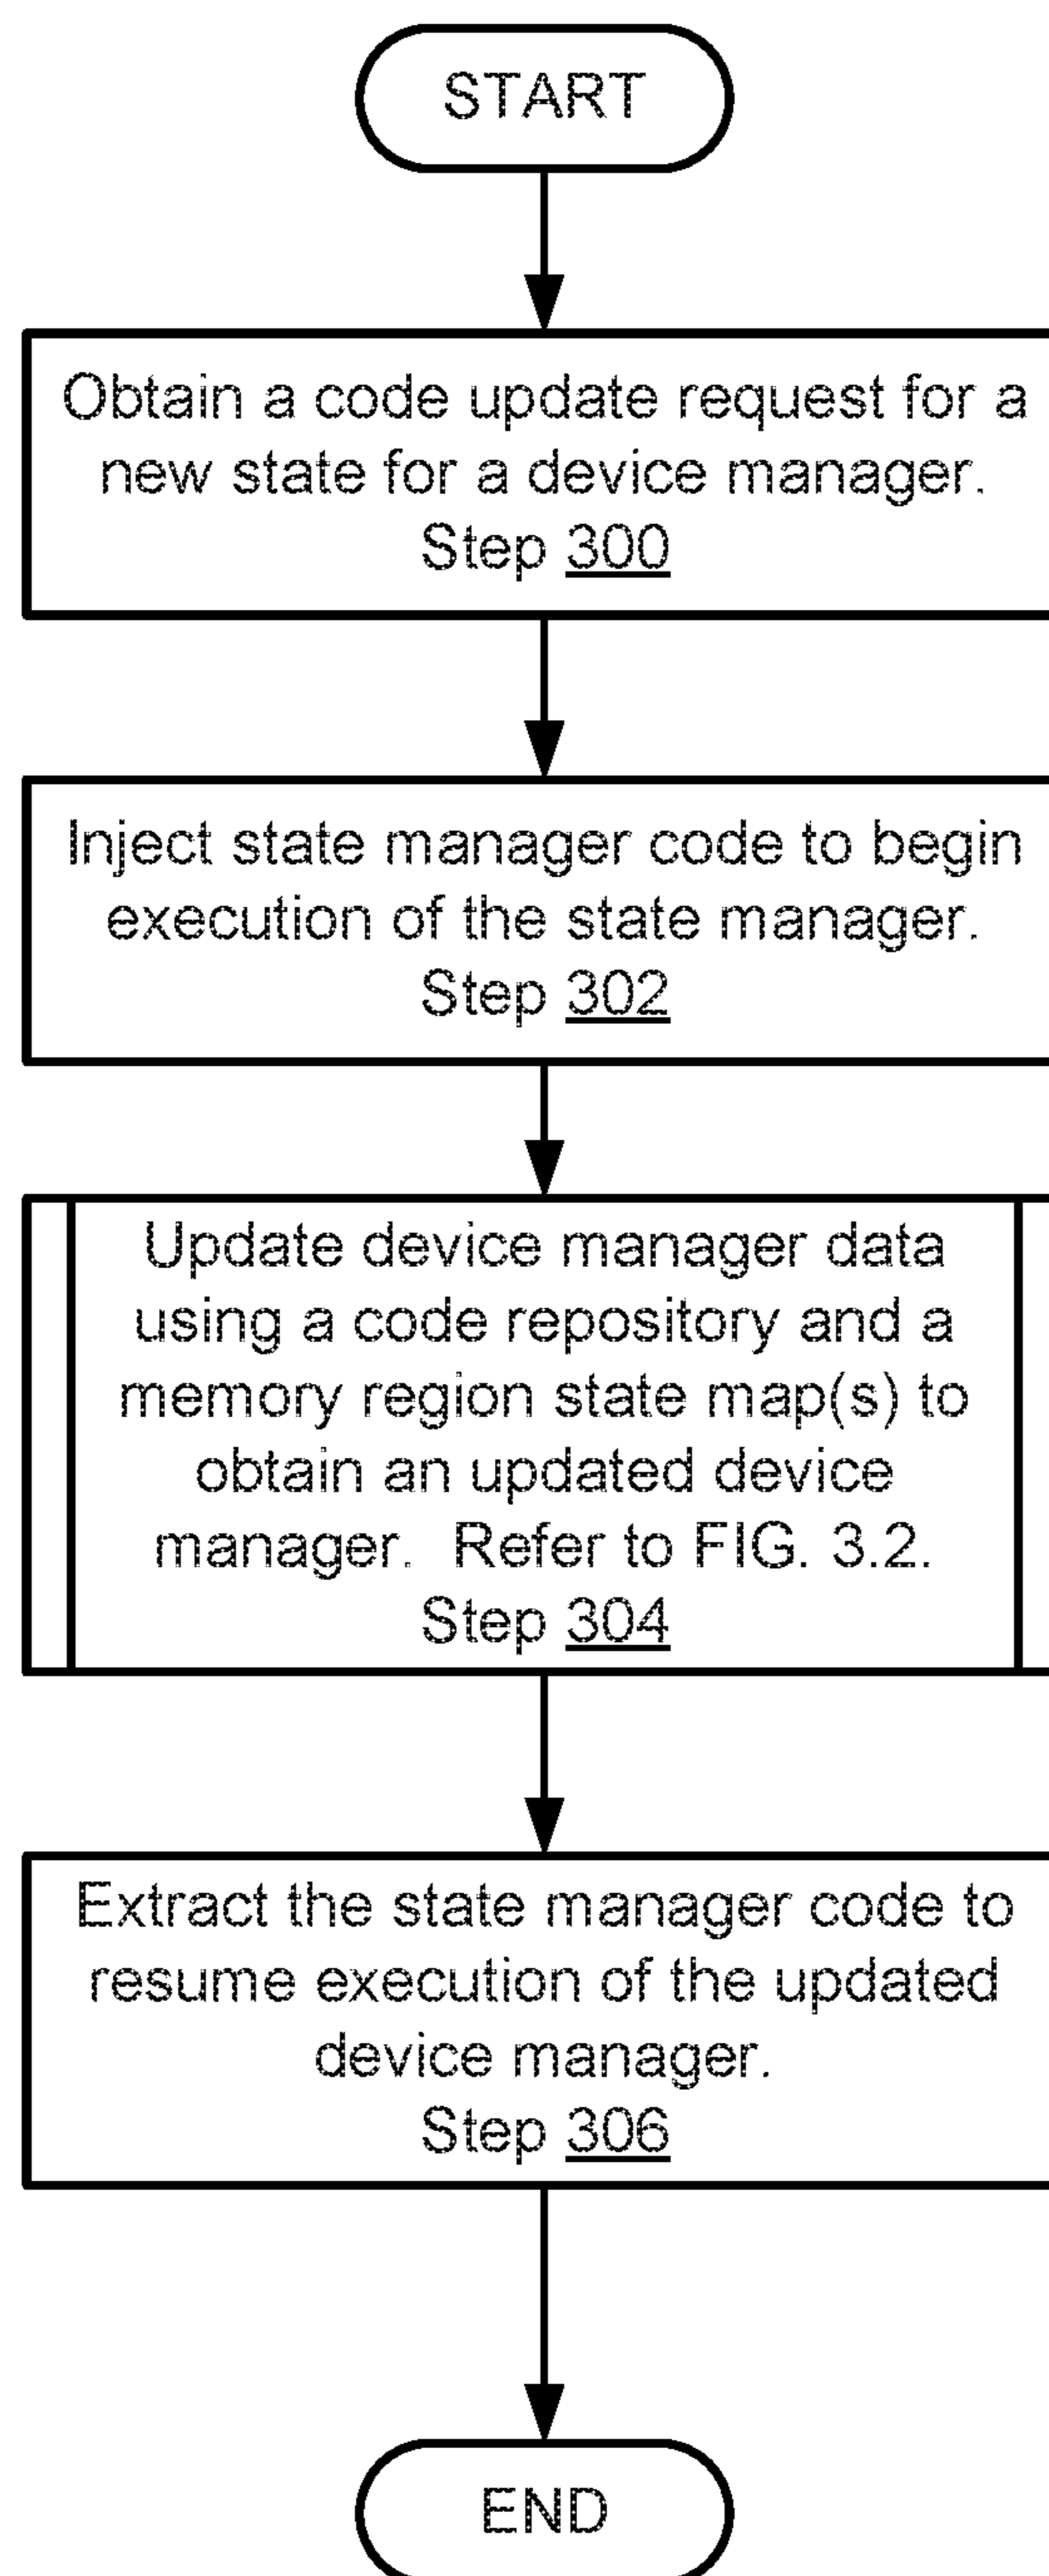 START
Obtain a code update request for a
new state for a device manager.
Step 300
Inject state manager code to begin
execution of the state manager.
Step 302
Update device manager data
using a code repository and a
memory region state map(s) to
obtain an updated device
manager.  Refer to FIG. 3.2.
Step 304
Extract the state manager code to
resume execution of the updated
device manager.
Step 306
END